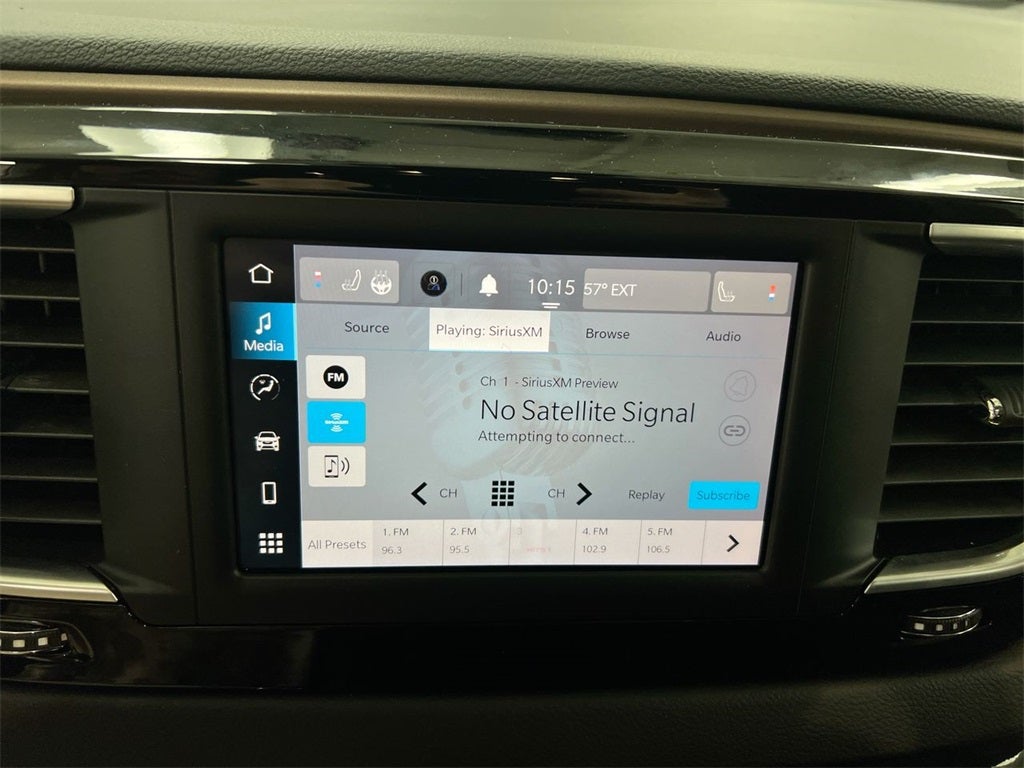 10:15 57° EXT
Media
Source Playing: SiriusXM Browse Audio
FM
Ch 1 - SiriusXM Preview
No Satellite Signal
Attempting to connect...
CH CH Replay Subscribe
All Presets
1. FM
96.3
2. FM
95.5
3
4. FM
102.9
5. FM
106.5